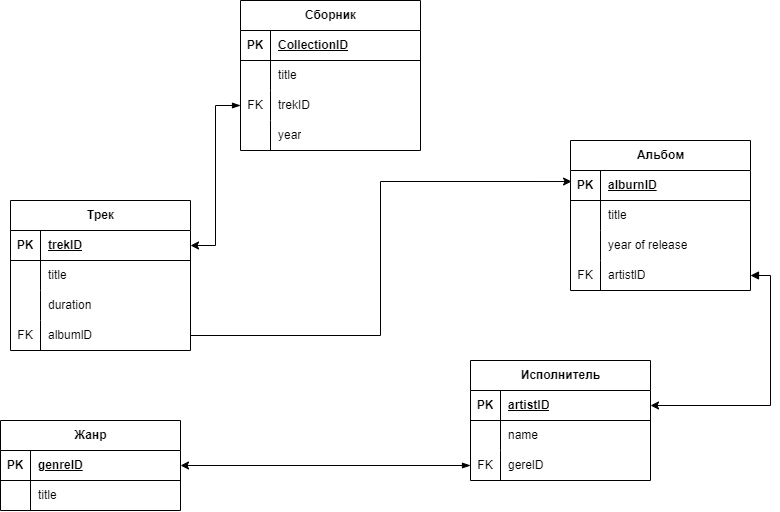 Сборник
PK CollectionID
title
FK trekID
year
Альбом
PK alburnID
title
year of release
FK artistID
Трек
PK trekID
title
duration
FK albumID
Исполнитель
PK artistID
name
FK gereID
Жанр
PK genreID
title